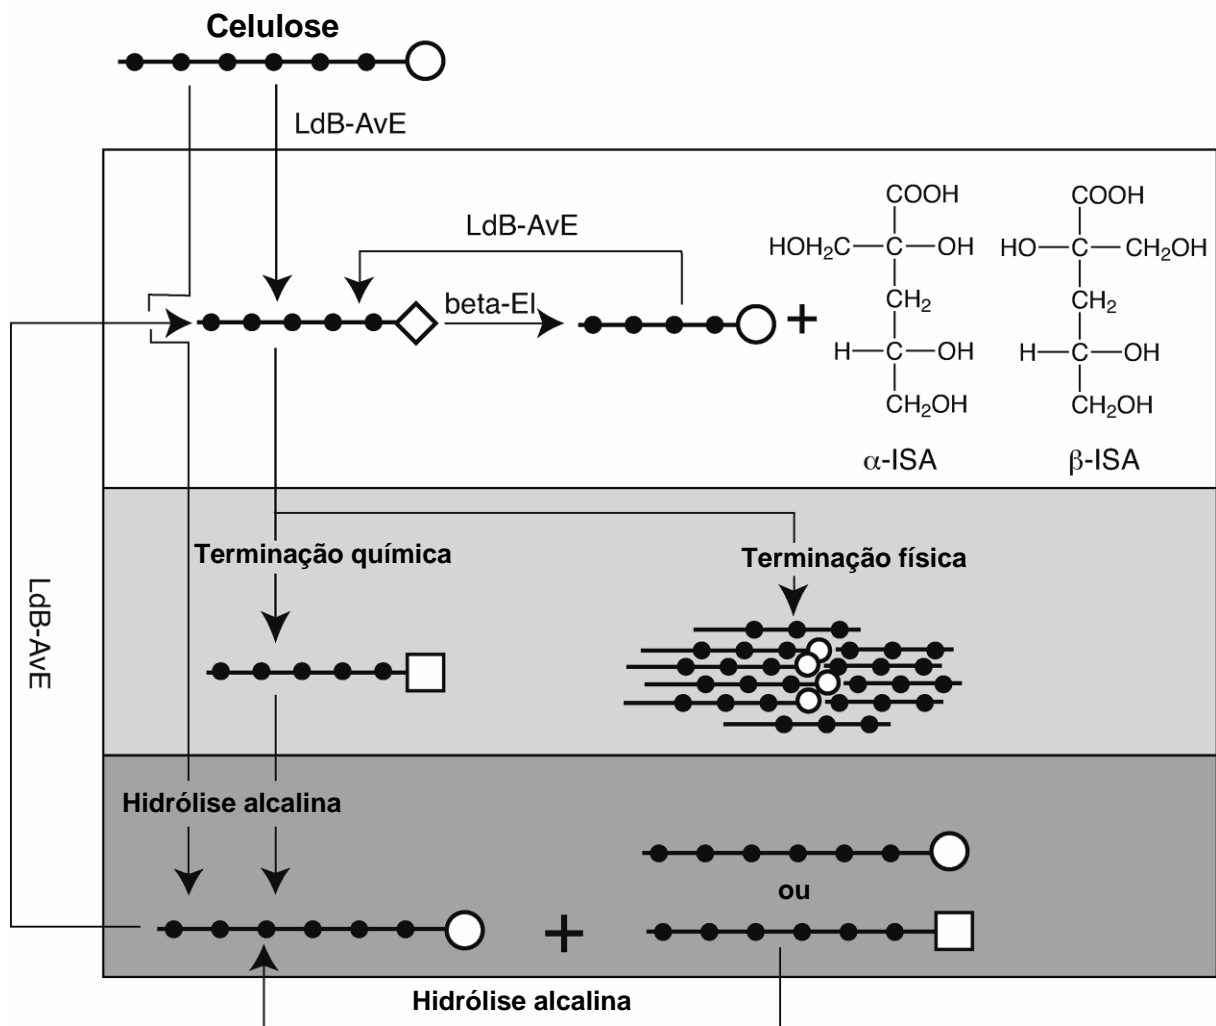 Celulose
LdB-AvE
LdB-AvE
beta-El
+
COOH
HOH₂C—C—OH
CH₂
H—C—OH
CH₂OH
α-ISA
COOH
HO—C—CH₂OH
CH₂
H—C—OH
CH₂OH
β-ISA
LdB-AvE
Terminação química
Terminação física
Hidrólise alcalina
ou
+
Hidrólise alcalina